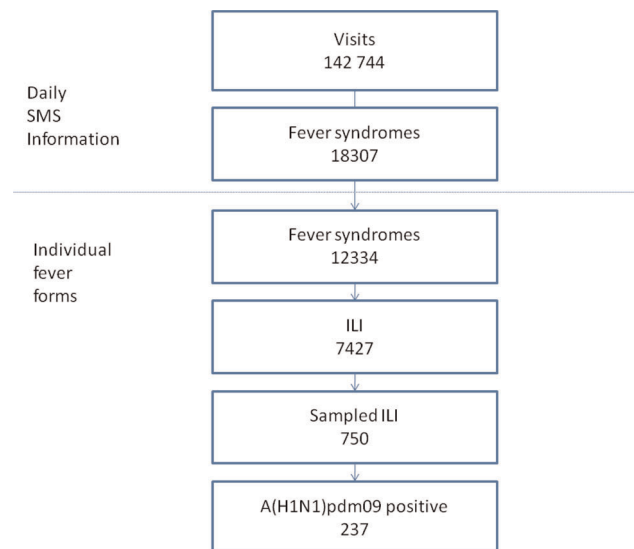 Visits
142 744
Daily
SMS
Information
Fever syndromes
18307
Fever syndromes
12334
Individual
fever
forms
ILI
7427
Sampled ILI
750
A(H1N1)pdm09 positive
237